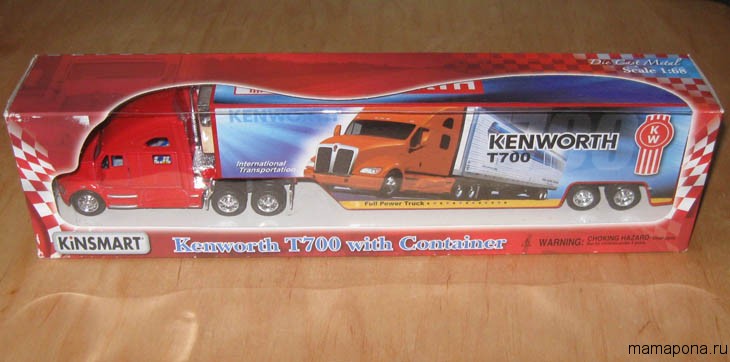 Die Cast Metal
Scale 1:68
KENWORTH
International
Transportation
KENWORTH
T700
KW
Full Power Truck
KiNSMART
Kenworth T700 with Container
WARNING: CHOKING HAZARD-
mamapona.ru